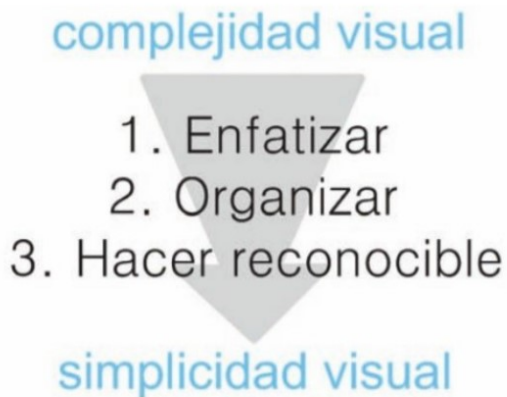 complejidad visual
1. Enfatizar
2. Organizar
3. Hacer reconocible
simplicidad visual